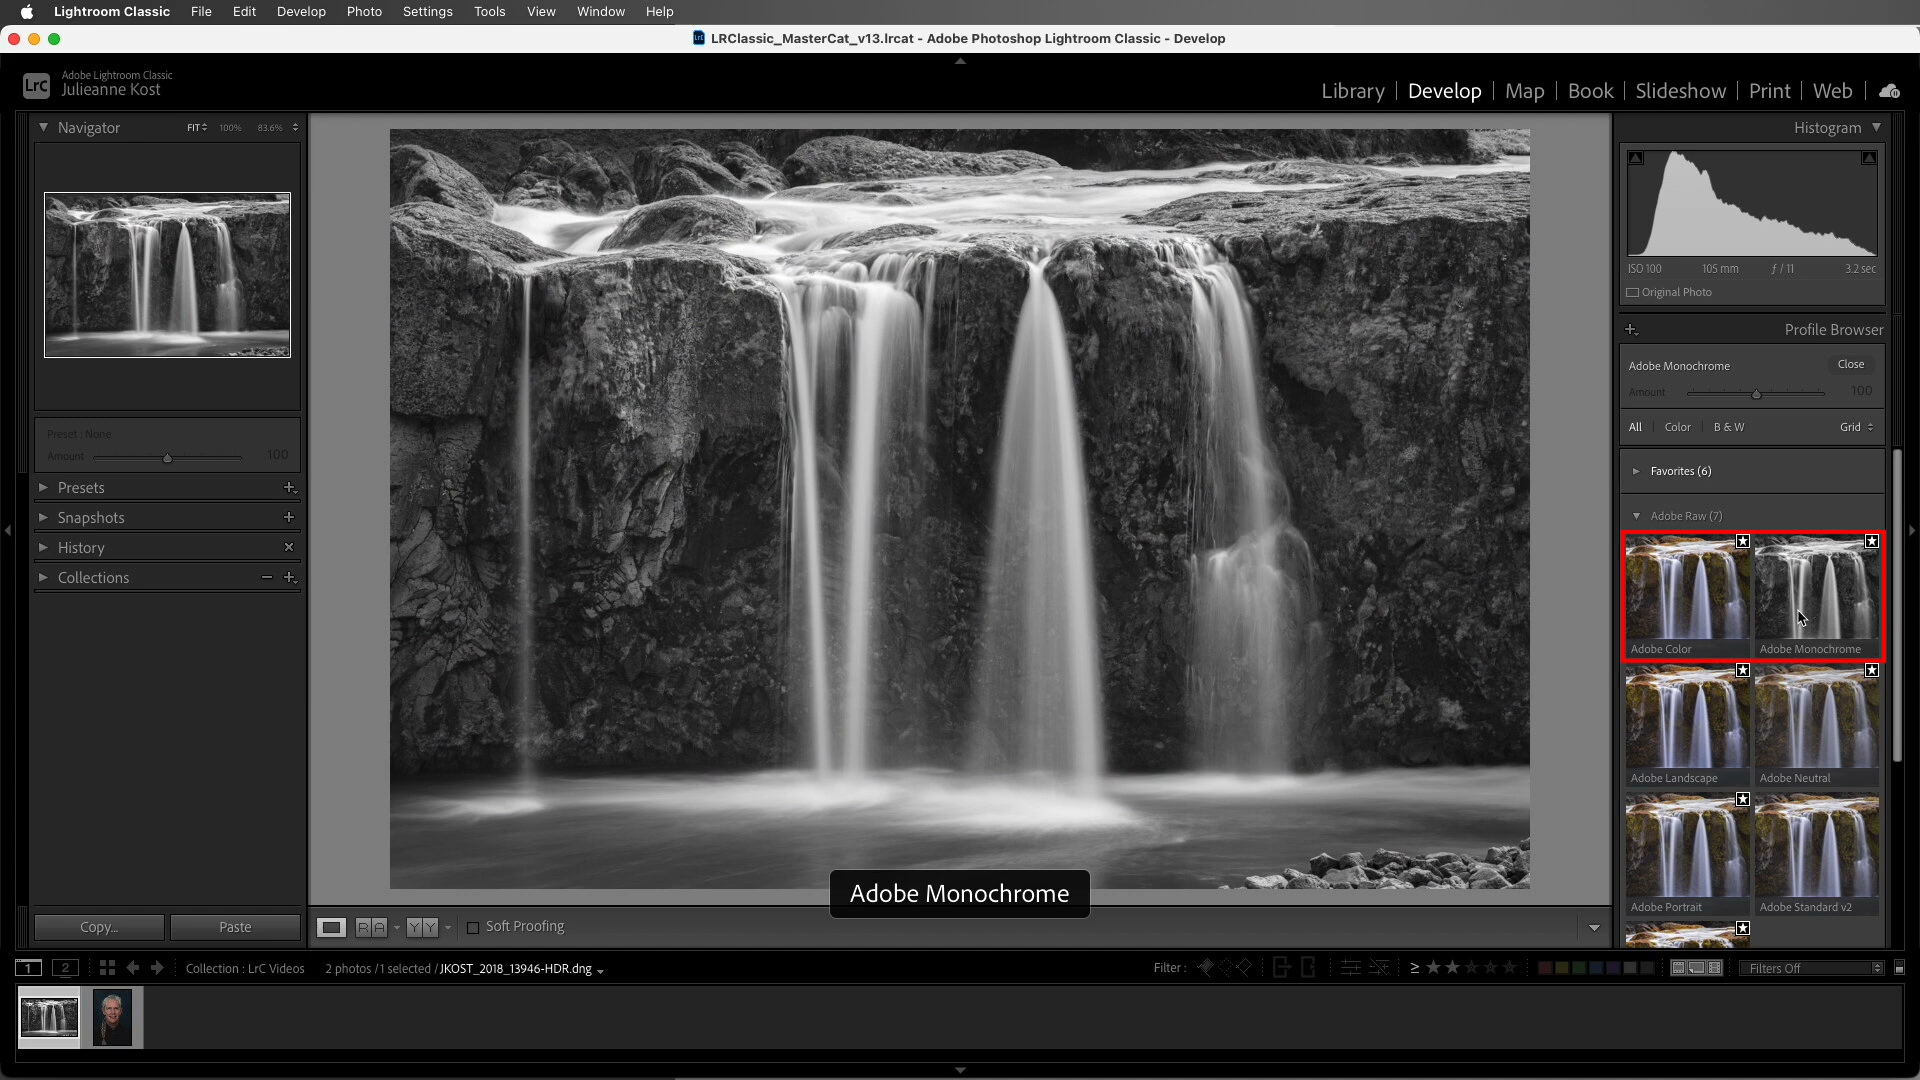 Lightroom Classic File Edit Develop Photo Settings Tools View Window Help
LRClassic_MasterCat_v13.lrcat - Adobe Photoshop Lightroom Classic - Develop
LrC
Adobe Lightroom Classic
Julieanne Kost
Library | Develop | Map | Book | Slideshow | Print | Web
Navigator FIT 100% 83.6%
Preset : None
Amount 100
Presets
Snapshots
History
Collections
Copy... Paste
Adobe Monochrome
R A Y Y Soft Proofing
Histogram
ISO 100 105 mm ƒ / 11 3.2 sec
Original Photo
Profile Browser
Adobe Monochrome Close
Amount 100
All Color B & W Grid
Favorites (6)
Adobe Raw (7)
Adobe Color Adobe Monochrome
Adobe Landscape Adobe Neutral
Adobe Portrait Adobe Standard v2
1 2 Collection : LrC Videos 2 photos / 1 selected / JKOST_2018_13946-HDR.dng Filter : ≥ Filters Off